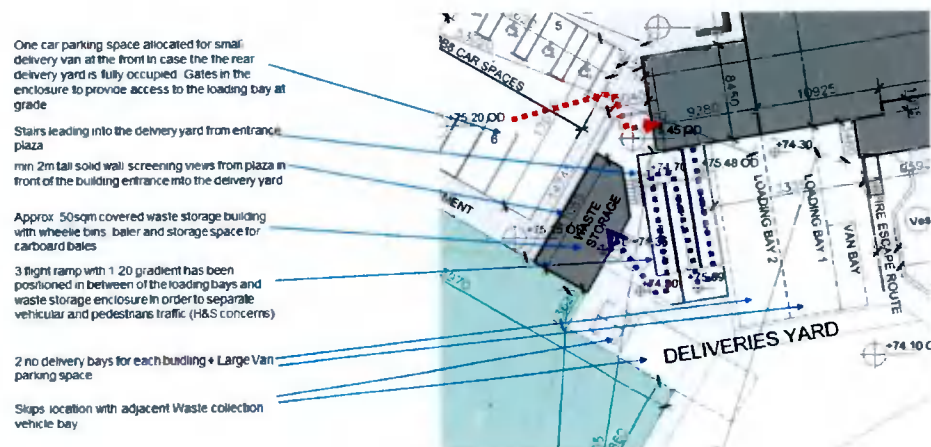 One car parking space allocated for small
delivery van at the front in case the the rear
delivery yard is fully occupied. Gates in the
enclosure to provide access to the loading bay at
grade
Stairs leading into the delivery yard from entrance
plaza
min 2m tall solid wall screening views from plaza in
front of the building entrance into the delivery yard
Approx 50sqm covered waste storage building
with wheelie bins, baler and storage space for
carboard bales
3 flight ramp with 1:20 gradient has been
positioned in between of the loading bays and
waste storage enclosure in order to separate
vehicular and pedestrians traffic (H&S concerns)
2 no delivery bays for each building + Large Van
parking space
Skips location with adjacent Waste collection
vehicle bay
5
CAR SPACES
+75.20 OD
6
8450
9280
10925
45 OD
+74.70
+75.48 OD
+74.30
WASTE
STORAGE
LOADING BAY 2
LOADING BAY 1
VAN BAY
FIRE ESCAPE ROUTE
DELIVERIES YARD
+74.10 O